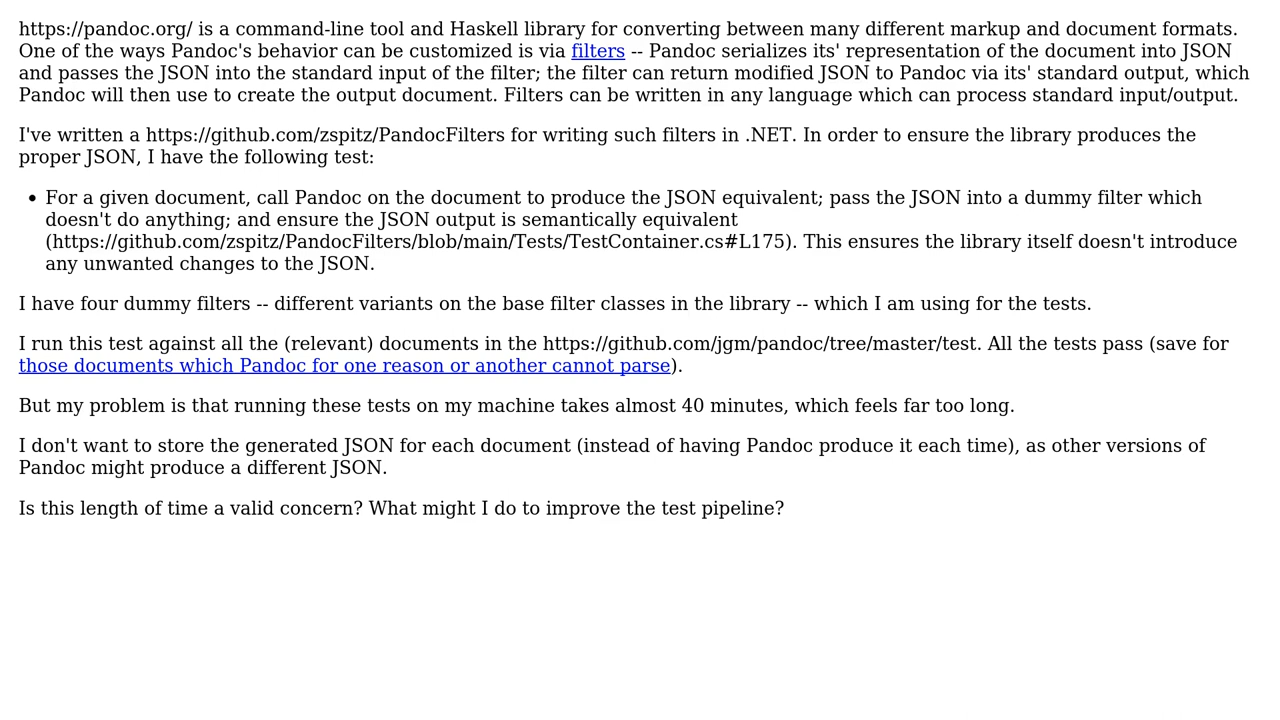 https://pandoc.org/ is a command-line tool and Haskell library for converting between many different markup and document formats.
One of the ways Pandoc's behavior can be customized is via filters -- Pandoc serializes its' representation of the document into JSON
and passes the JSON into the standard input of the filter; the filter can return modified JSON to Pandoc via its' standard output, which
Pandoc will then use to create the output document. Filters can be written in any language which can process standard input/output.
I've written a https://github.com/zspitz/PandocFilters for writing such filters in .NET. In order to ensure the library produces the
proper JSON, I have the following test:
• For a given document, call Pandoc on the document to produce the JSON equivalent; pass the JSON into a dummy filter which
doesn't do anything; and ensure the JSON output is semantically equivalent
(https://github.com/zspitz/PandocFilters/blob/main/Tests/TestContainer.cs#L175). This ensures the library itself doesn't introduce
any unwanted changes to the JSON.
I have four dummy filters -- different variants on the base filter classes in the library -- which I am using for the tests.
I run this test against all the (relevant) documents in the https://github.com/jgm/pandoc/tree/master/test. All the tests pass (save for
those documents which Pandoc for one reason or another cannot parse).
But my problem is that running these tests on my machine takes almost 40 minutes, which feels far too long.
I don't want to store the generated JSON for each document (instead of having Pandoc produce it each time), as other versions of
Pandoc might produce a different JSON.
Is this length of time a valid concern? What might I do to improve the test pipeline?